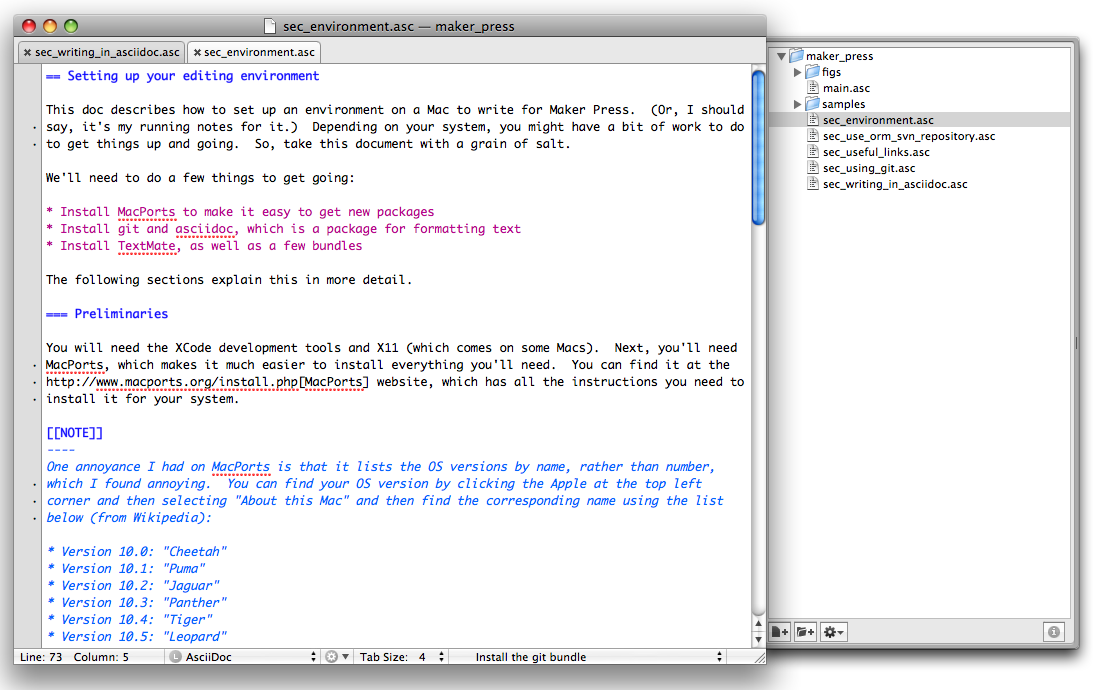 sec_environment.asc — maker_press
sec_writing_in_asciidoc.asc
sec_environment.asc
== Setting up your editing environment
This doc describes how to set up an environment on a Mac to write for Maker Press.  (Or, I should
say, it's my running notes for it.)  Depending on your system, you might have a bit of work to do
to get things up and going.  So, take this document with a grain of salt.
We'll need to do a few things to get going:
* Install MacPorts to make it easy to get new packages
* Install git and asciidoc, which is a package for formatting text
* Install TextMate, as well as a few bundles
The following sections explain this in more detail.
=== Preliminaries
You will need the XCode development tools and X11 (which comes on some Macs).  Next, you'll need
MacPorts, which makes it much easier to install everything you'll need.  You can find it at the
http://www.macports.org/install.php[MacPorts] website, which has all the instructions you need to
install it for your system.
[[NOTE]]
----
One annoyance I had on MacPorts is that it lists the OS versions by name, rather than number,
which I found annoying.  You can find your OS version by clicking the Apple at the top left
corner and then selecting "About this Mac" and then find the corresponding name using the list
below (from Wikipedia):
* Version 10.0: "Cheetah"
* Version 10.1: "Puma"
* Version 10.2: "Jaguar"
* Version 10.3: "Panther"
* Version 10.4: "Tiger"
* Version 10.5: "Leopard"
Line: 73   Column: 5
L AsciiDoc
Tab Size:   4
Install the git bundle
maker_press
figs
main.asc
samples
sec_environment.asc
sec_use_orm_svn_repository.asc
sec_useful_links.asc
sec_using_git.asc
sec_writing_in_asciidoc.asc